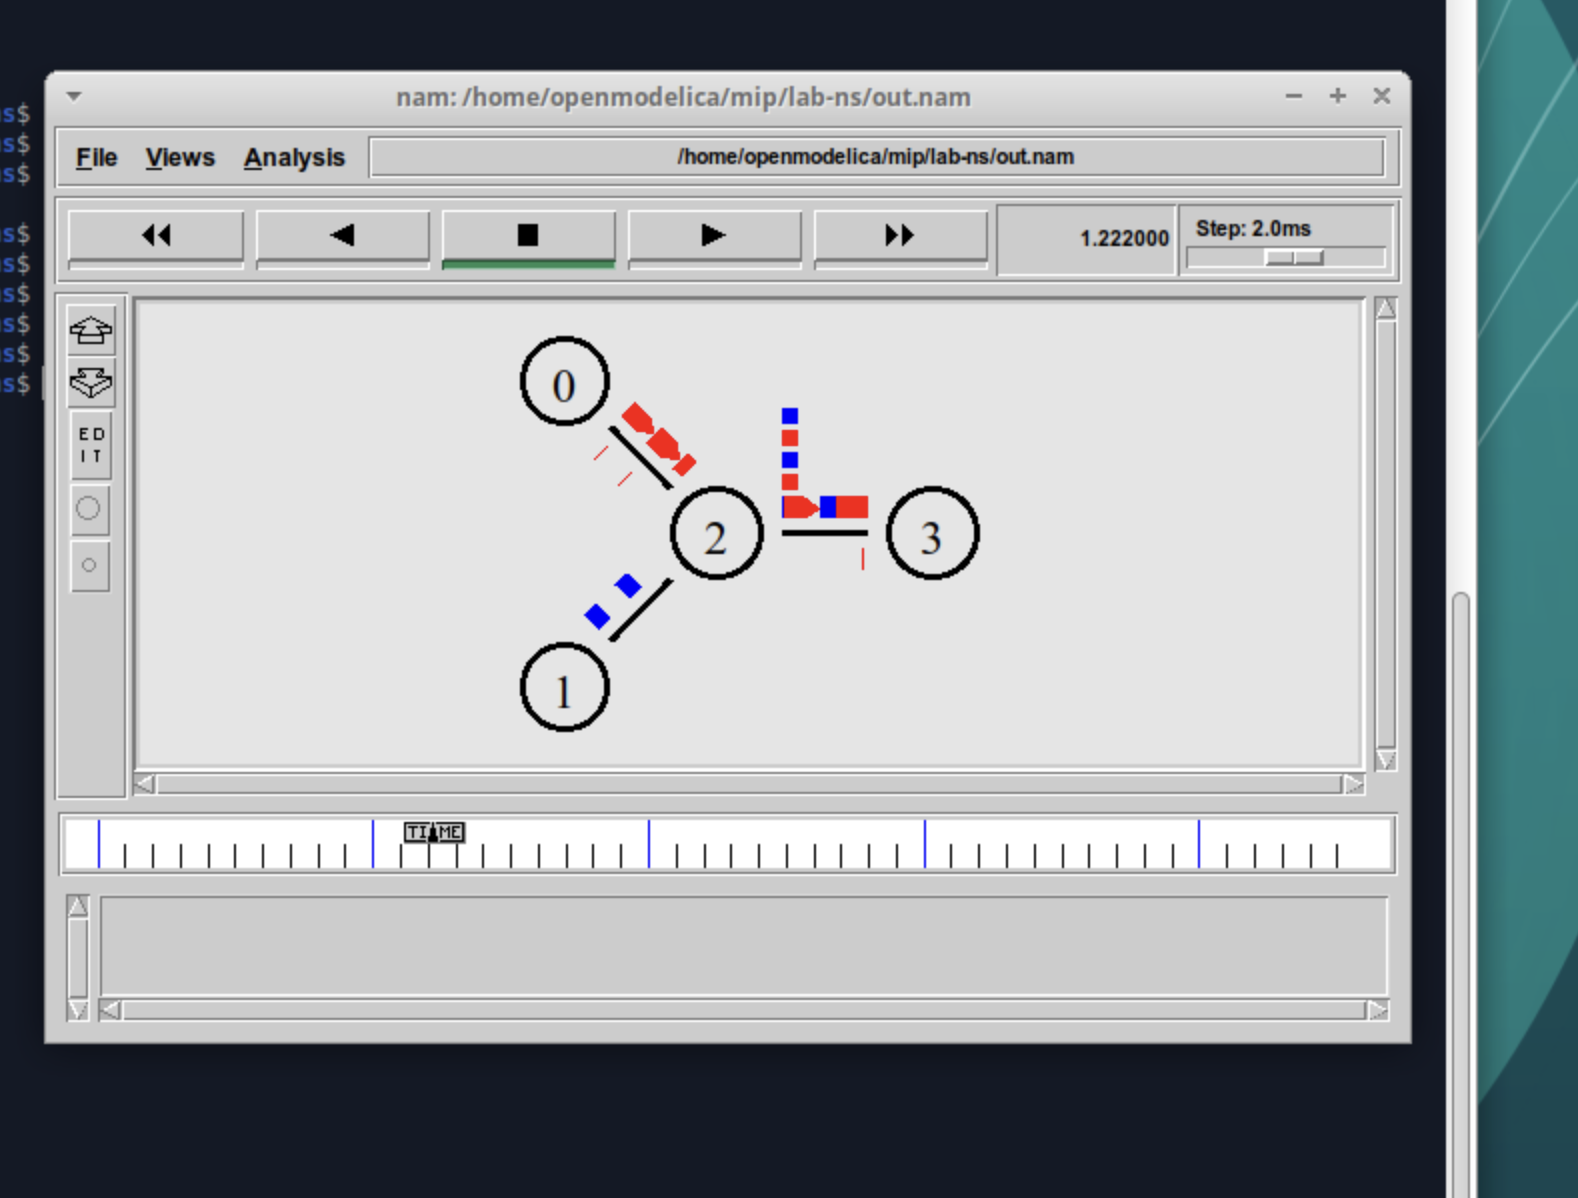 nam: /home/openmodelica/mip/lab-ns/out.nam
s$
s$
s$
s$
s$
s$
s$
s$
s$
File Views Analysis /home/openmodelica/mip/lab-ns/out.nam
1.222000 Step: 2.0ms
ED
IT
0
2
3
1
TIME